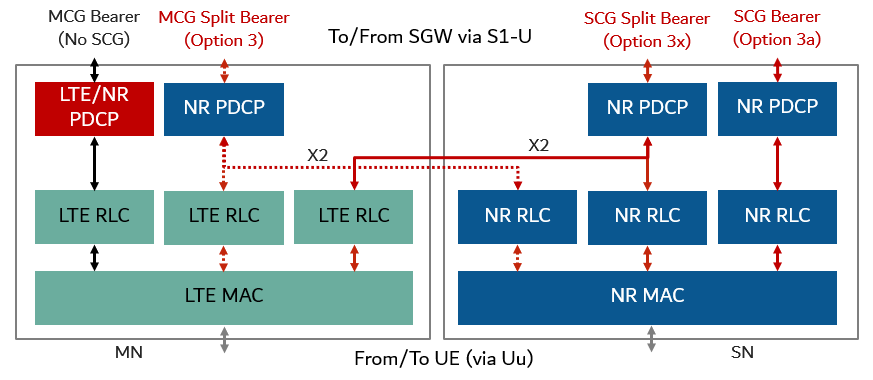 MCG Bearer
(No SCG)
MCG Split Bearer
(Option 3)
To/From SGW via S1-U
SCG Split Bearer
(Option 3x)
SCG Bearer
(Option 3a)
LTE/NR
PDCP
NR PDCP
NR PDCP
NR PDCP
X2
X2
LTE RLC
LTE RLC
LTE RLC
NR RLC
NR RLC
NR RLC
LTE MAC
NR MAC
MN
From/To UE (via Uu)
SN